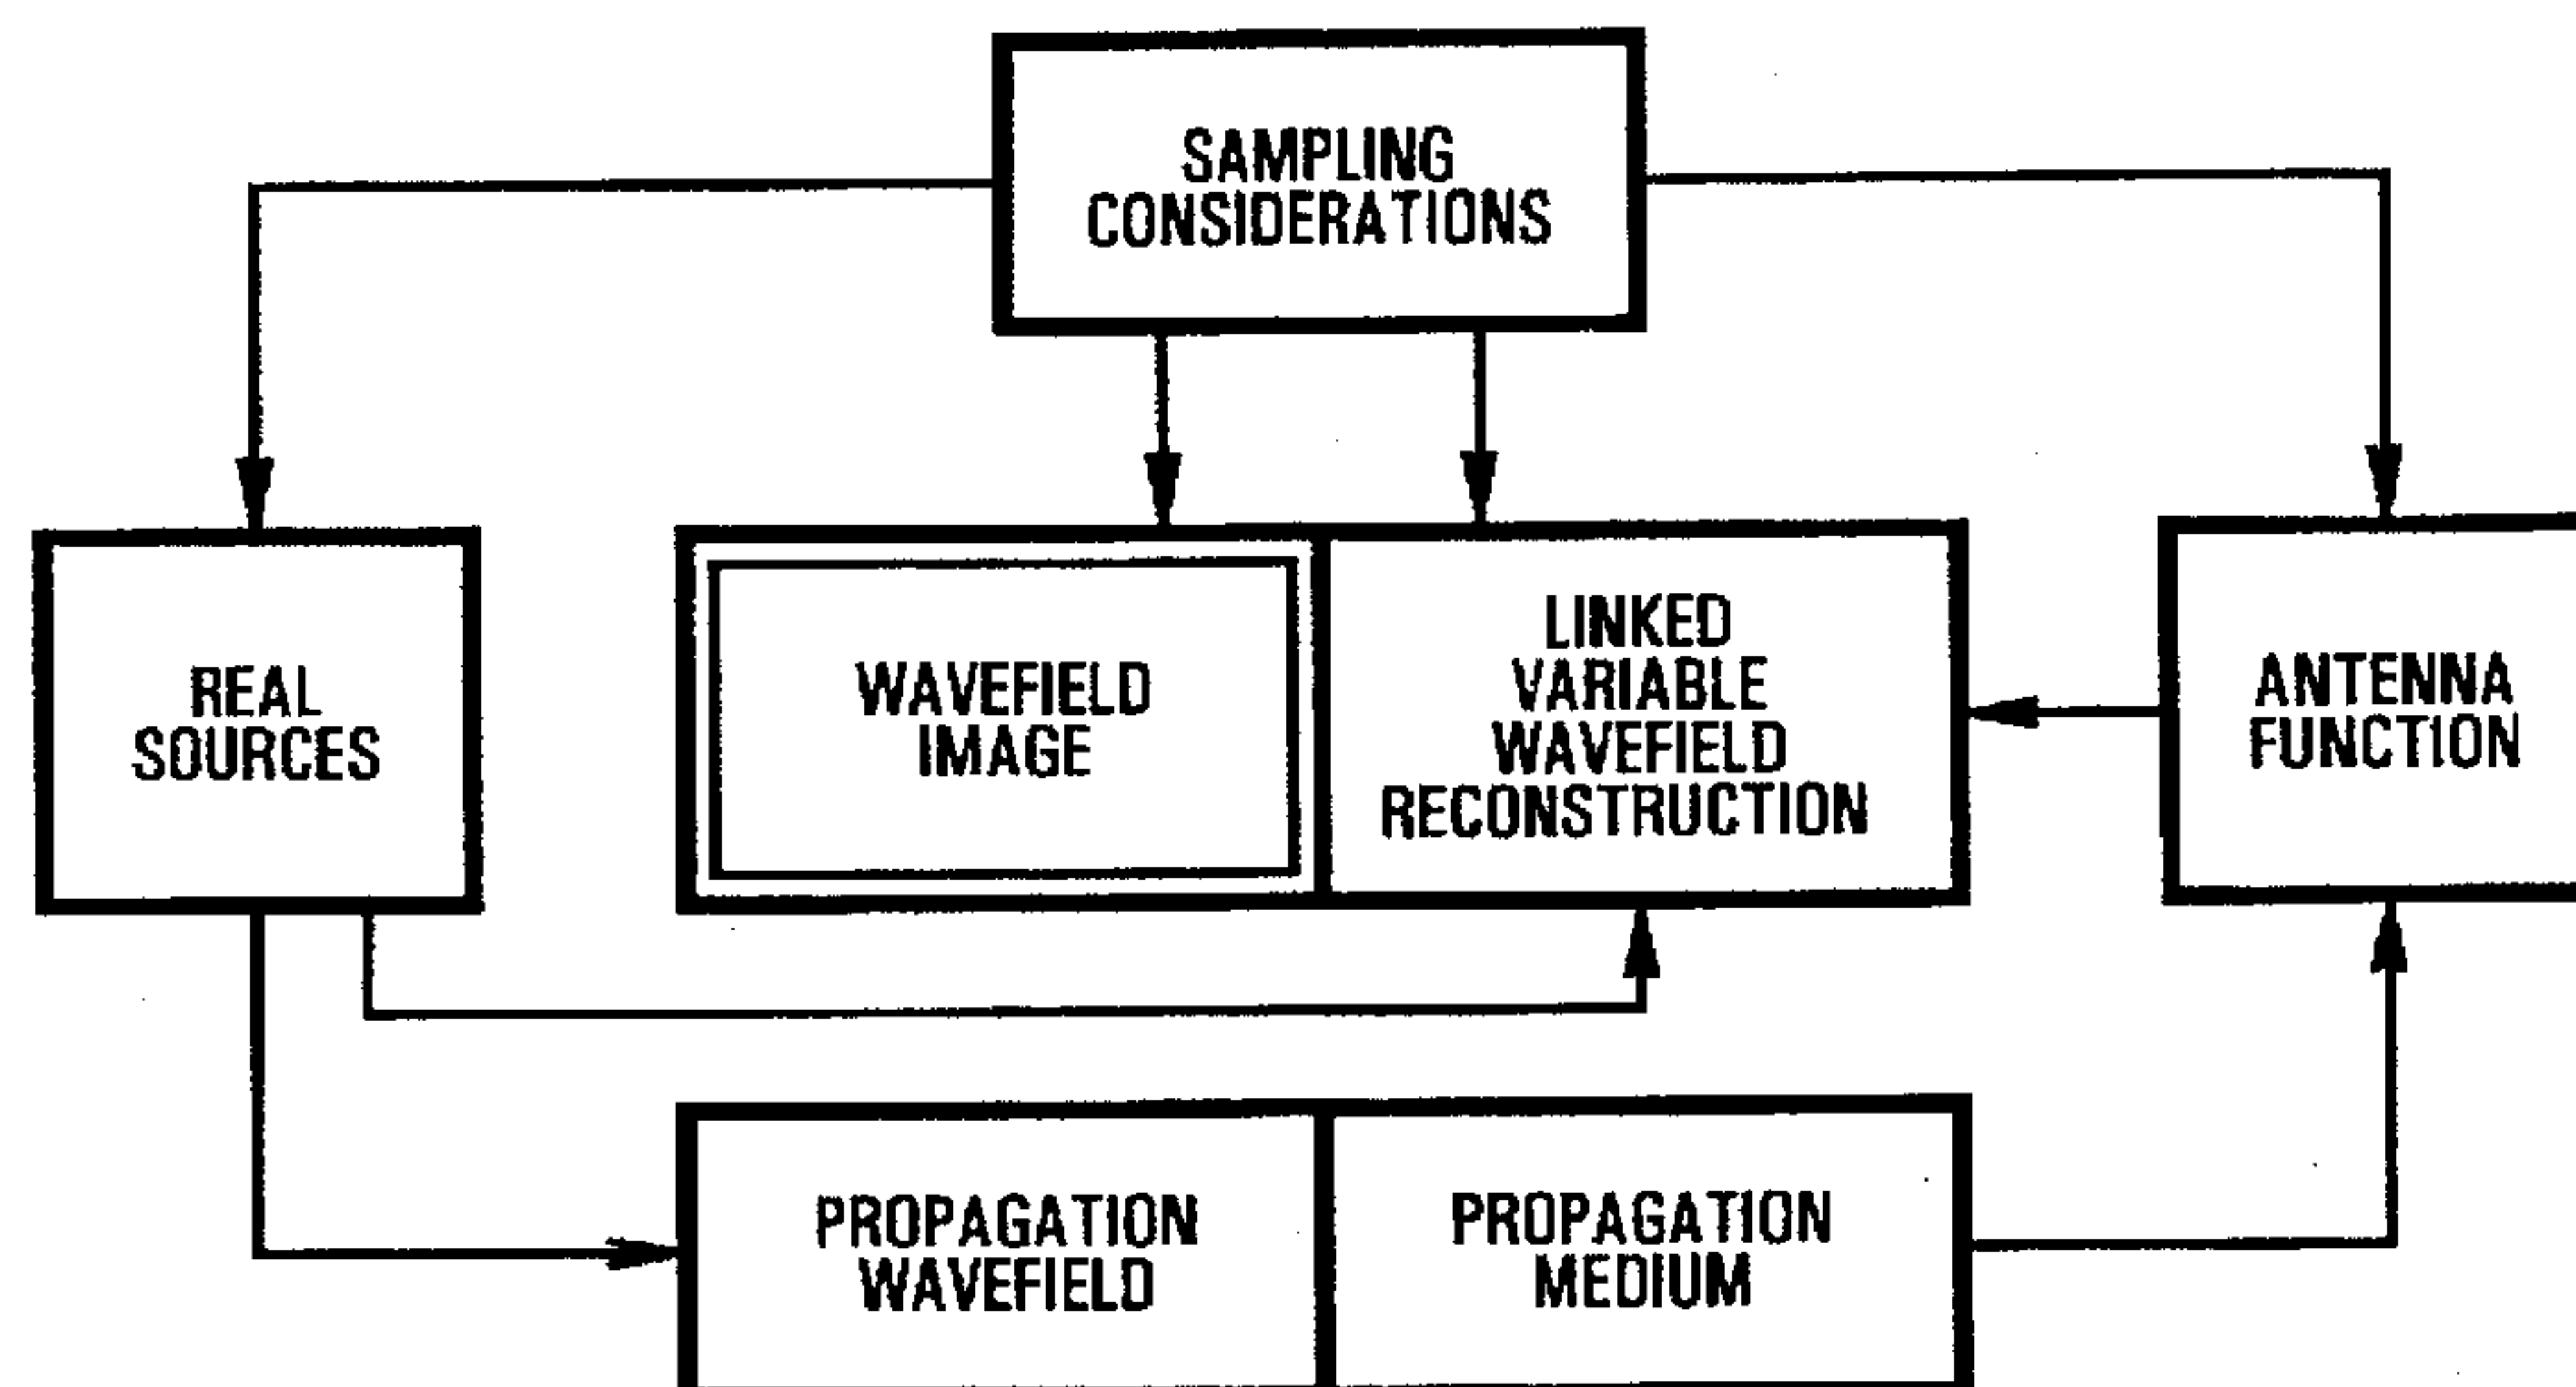 SAMPLING
CONSIDERATIONS
REAL
SOURCES
WAVEFIELD
IMAGE
LINKED
VARIABLE
WAVEFIELD
RECONSTRUCTION
ANTENNA
FUNCTION
PROPAGATION
WAVEFIELD
PROPAGATION
MEDIUM